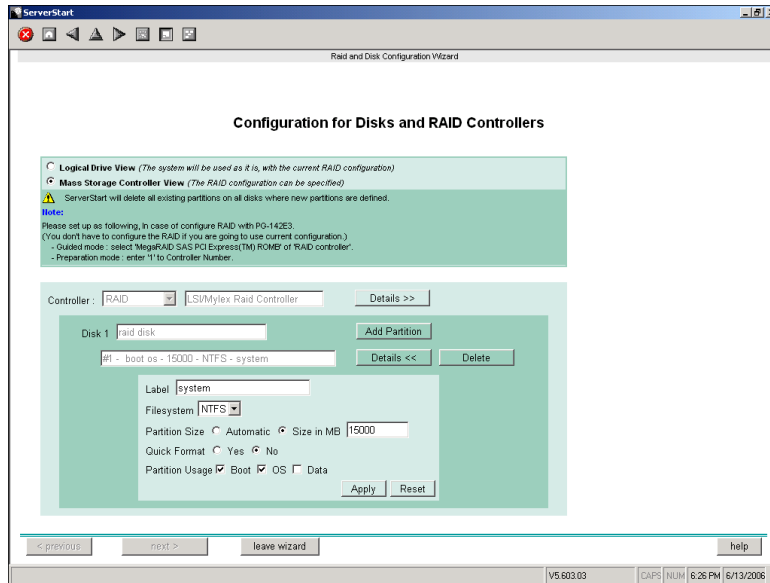 ServerStart
Raid and Disk Configuration Wizard
Configuration for Disks and RAID Controllers
Logical Drive View (The system will be used as it is, with the current RAID configuration)
Mass Storage Controller View (The RAID configuration can be specified)
ServerStart will delete all existing partitions on all disks where new partitions are defined.
Note:
Please set up as following, In case of configure RAID with PG-142E3.
(You don't have to configure the RAID if you are going to use current configuration.)
- Guided mode : select 'MegaRAID SAS PCI Express(TM) ROMB' of 'RAID controller'.
- Preparation mode : enter '1' to Controller Number.
Controller : RAID LSI/Mylex Raid Controller Details >>
Disk 1 raid disk Add Partition
#1 - boot os - 15000 - NTFS - system Details << Delete
Label system
Filesystem NTFS
Partition Size Automatic Size in MB 15000
Quick Format Yes No
Partition Usage Boot OS Data
Apply Reset
< previous next > leave wizard help
V5.603.03 CAPS NUM 6:26 PM 6/13/2006